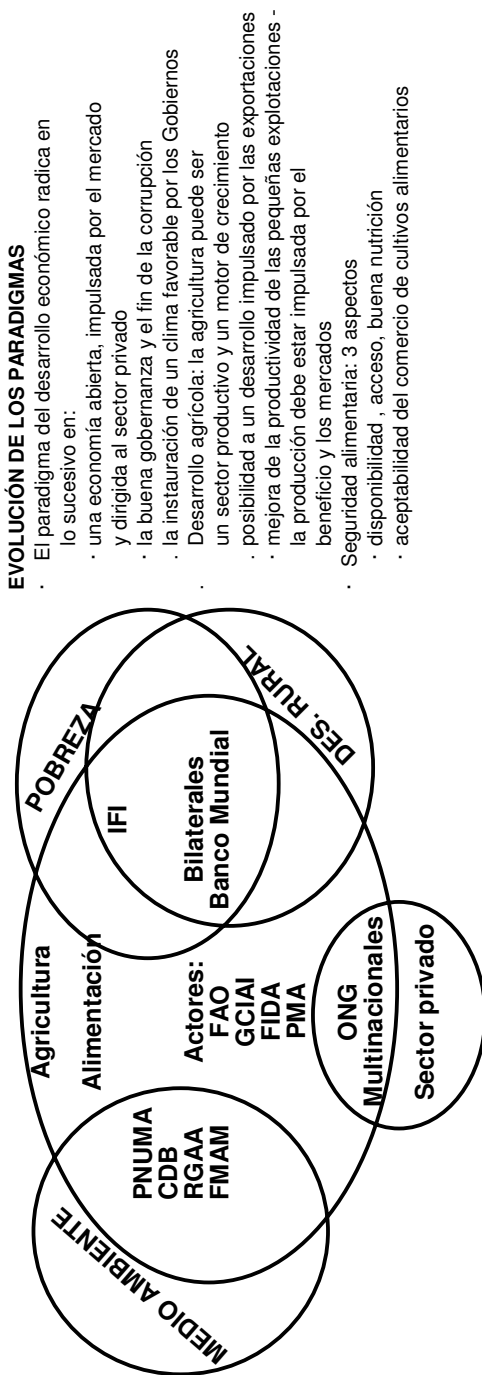 EVOLUCIÓN DE LOS PARADIGMAS
· El paradigma del desarrollo económico radica en
lo sucesivo en:
· una economía abierta, impulsada por el mercado
y dirigida al sector privado
· la buena gobernanza y el fin de la corrupción
. la instauración de un clima favorable por los Gobiernos
· Desarrollo agrícola: la agricultura puede ser
un sector productivo y un motor de crecimiento
. posibilidad a un desarrollo impulsado por las exportaciones
· mejora de la productividad de las pequeñas explotaciones -
la producción debe estar impulsada por el
beneficio y los mercados
· Seguridad alimentaria: 3 aspectos
· disponibilidad , acceso, buena nutrición
· aceptabilidad del comercio de cultivos alimentarios
MEDIO AMBIENTE
PNUMA
CDB
RGAA
FMAM
Agricultura
Alimentación
Actores:
FAO
GCIAI
FIDA
PMA
ONG
Multinacionales
Sector privado
POBREZA
IFI
Bilaterales
Banco Mundial
DES. RURAL